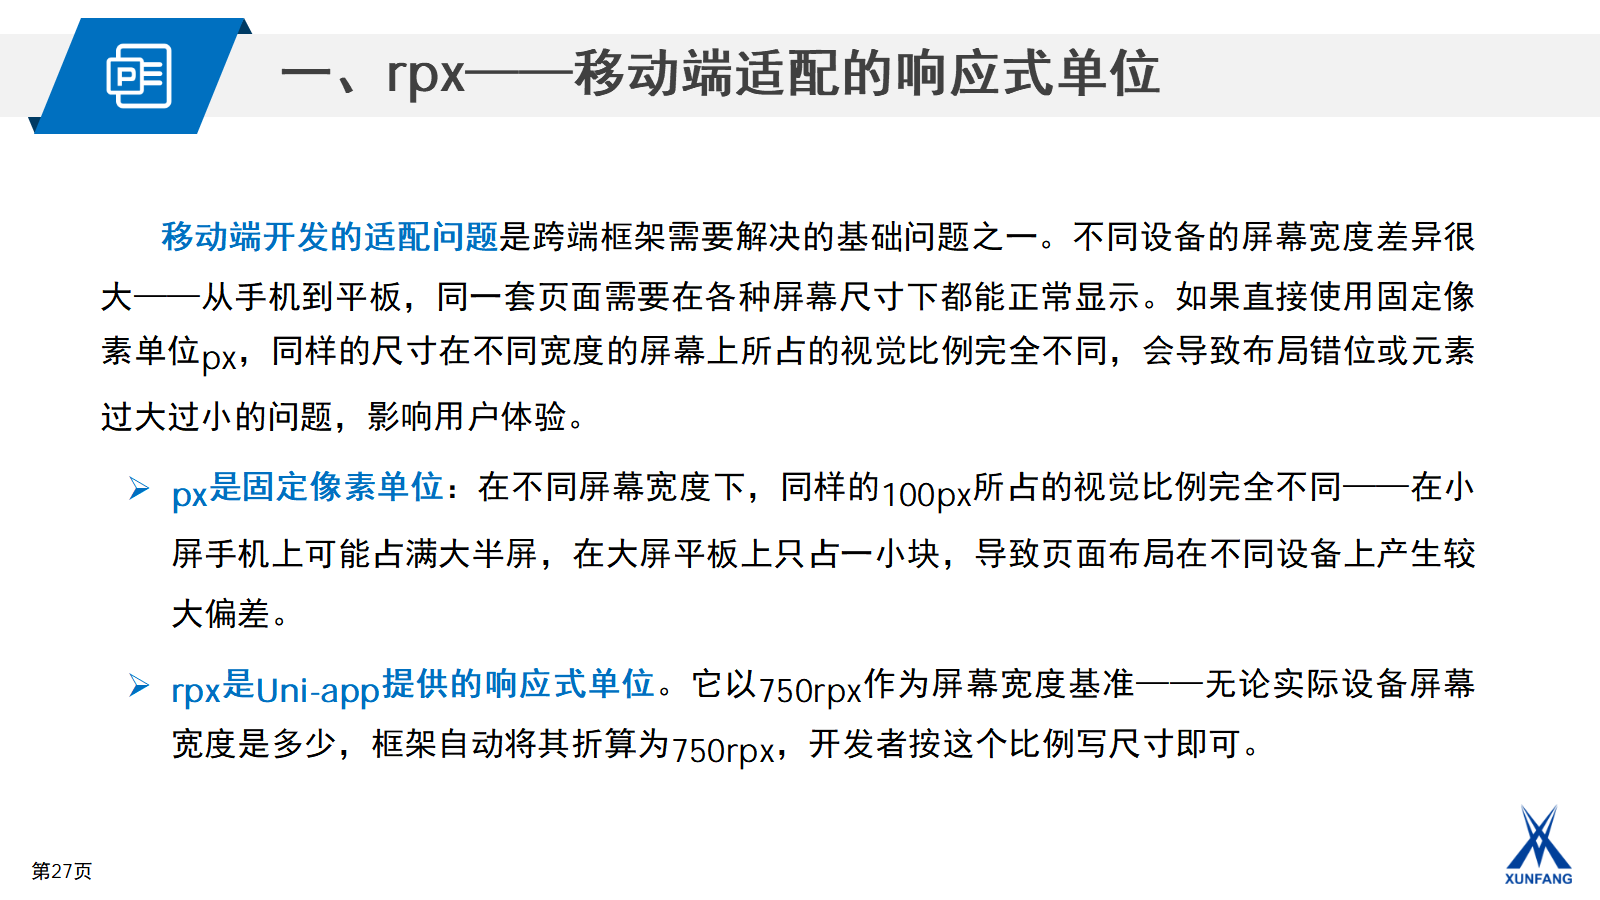 一、rpx——移动端适配的响应式单位
移动端开发的适配问题是跨端框架需要解决的基础问题之一。不同设备的屏幕宽度差异很
大——从手机到平板，同一套页面需要在各种屏幕尺寸下都能正常显示。如果直接使用固定像
素单位px，同样的尺寸在不同宽度的屏幕上所占的视觉比例完全不同，会导致布局错位或元素
过大过小的问题，影响用户体验。
➢ px是固定像素单位：在不同屏幕宽度下，同样的100px所占的视觉比例完全不同——在小
屏手机上可能占满大半屏，在大屏平板上只占一小块，导致页面布局在不同设备上产生较
大偏差。
➢ rpx是Uni-app提供的响应式单位。它以750rpx作为屏幕宽度基准——无论实际设备屏幕
宽度是多少，框架自动将其折算为750rpx，开发者按这个比例写尺寸即可。
第27页
XUNFANG